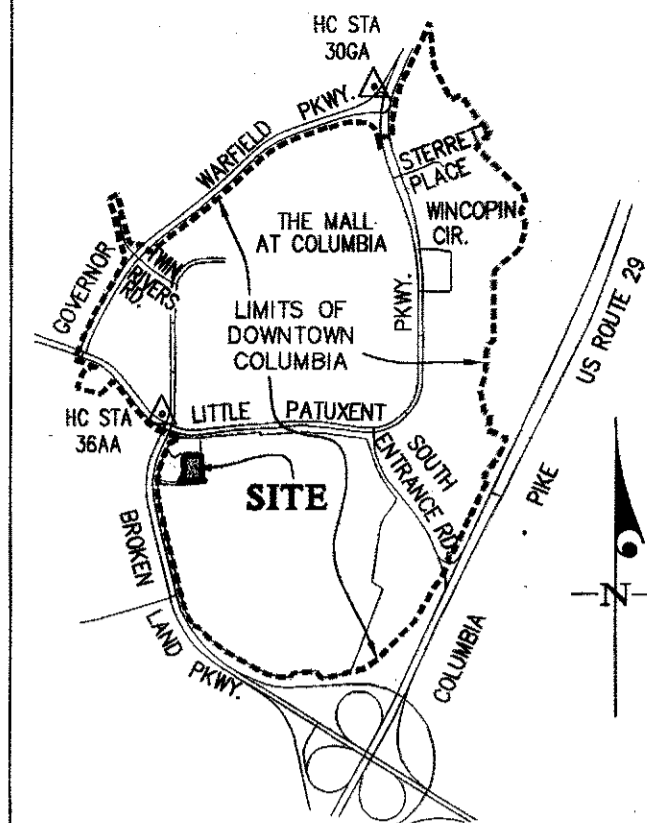 HC STA
30GA
GOVERNOR WARFIELD PKWY.
STERRETT
PLACE
WINCOPIN
CIR.
THE MALL
AT COLUMBIA
TWIN
RIVERS
RD.
LIMITS OF
DOWNTOWN
COLUMBIA
US ROUTE 29
HC STA
36AA
LITTLE PATUXENT PKWY.
SOUTH
ENTRANCE RD.
SITE
BROKEN LAND PKWY.
COLUMBIA PIKE
N